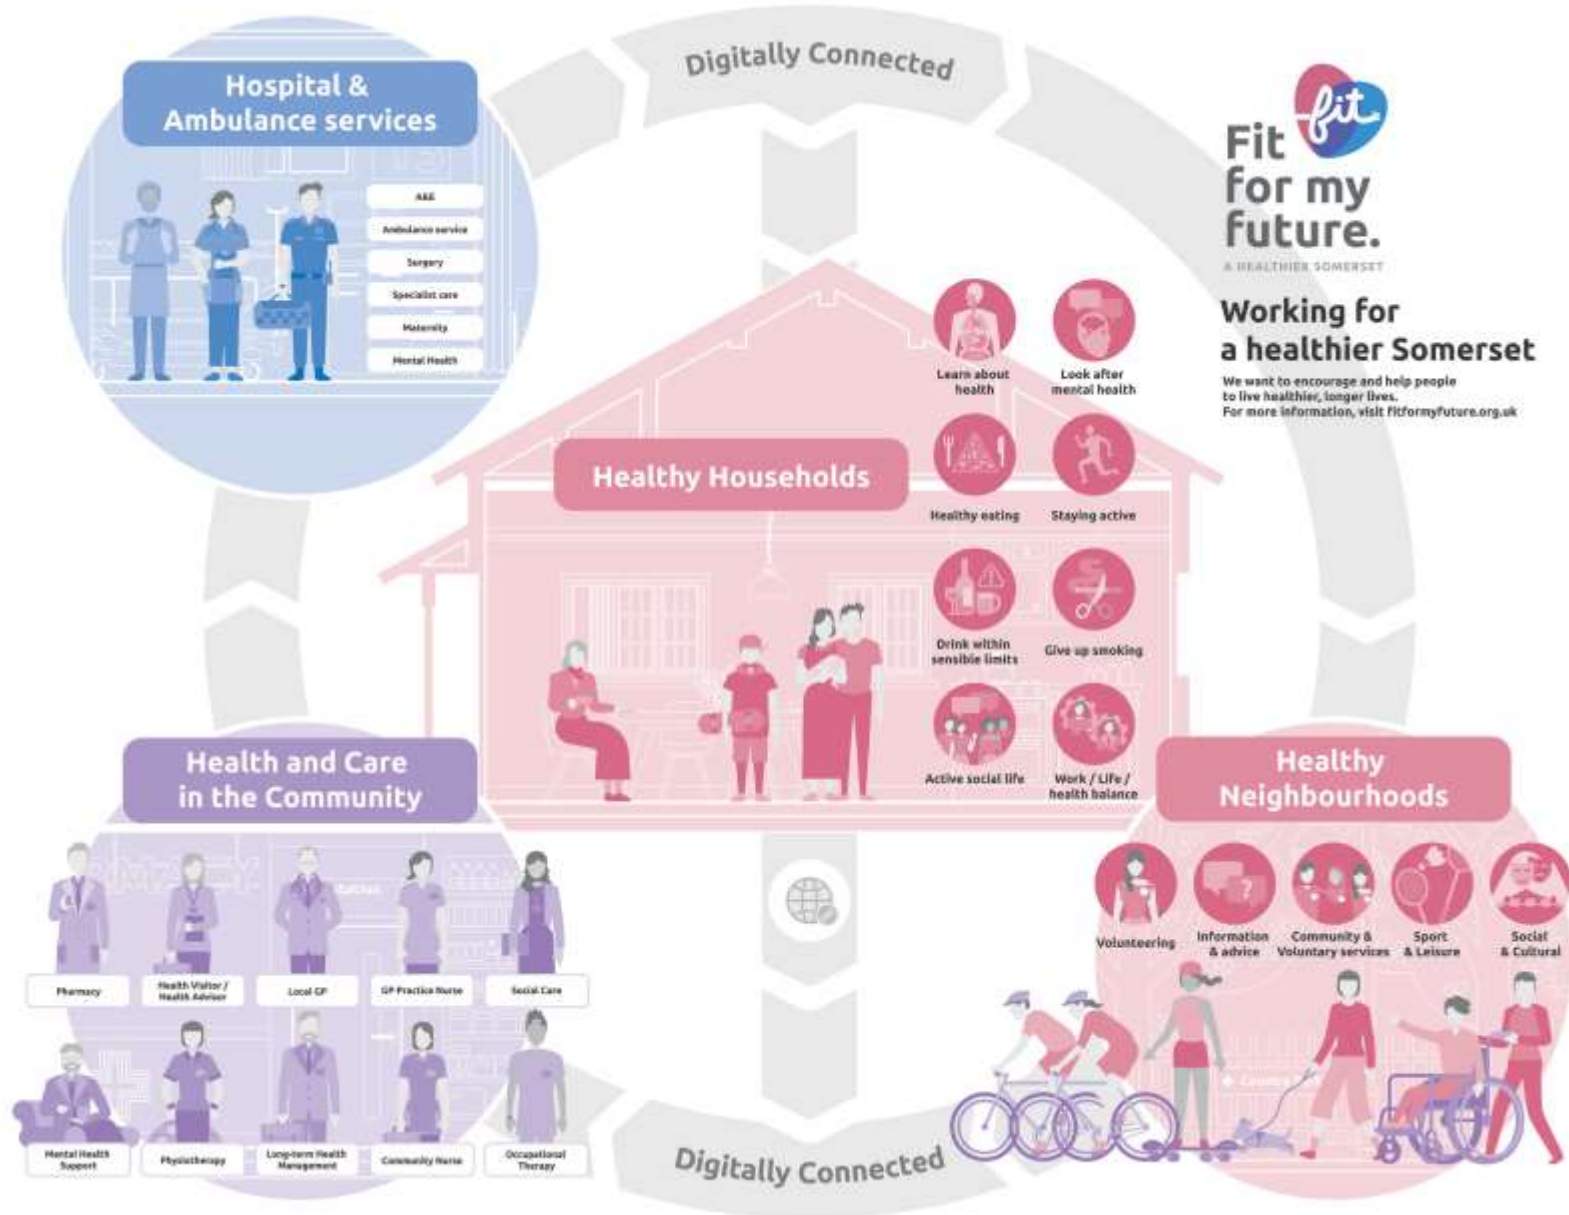 Digitally Connected
Hospital &
Ambulance services
A&E
Ambulance service
Surgery
Specialist care
Maternity
Mental Health
fit
Fit
for my
future.
A HEALTHIER SOMERSET
Working for
a healthier Somerset
We want to encourage and help people
to live healthier, longer lives.
For more information, visit fitformyfuture.org.uk
Healthy Households
Learn about
health
Look after
mental health
Healthy eating
Staying active
Drink within
sensible limits
Give up smoking
Active social life
Work / Life /
health balance
Health and Care
in the Community
Pharmacy
Health Visitor /
Health Advisor
Local GP
GP Practice Nurse
Social Care
Mental Health
Support
Physiotherapy
Long-term Health
Management
Community Nurse
Occupational
Therapy
Healthy
Neighbourhoods
Volunteering
Information
& advice
Community &
Voluntary services
Sport
& Leisure
Social
& Cultural
Digitally Connected